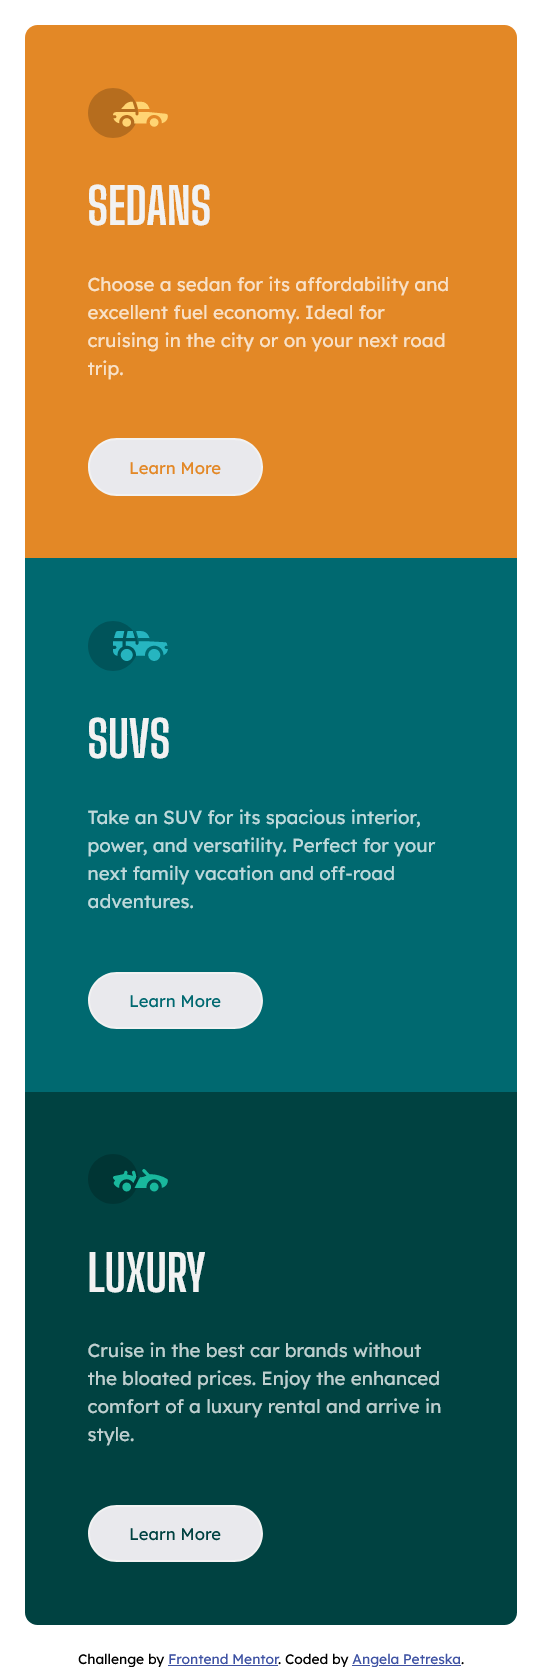 SEDANS
Choose a sedan for its affordability and
excellent fuel economy. Ideal for
cruising in the city or on your next road
trip.
Learn More
SUVS
Take an SUV for its spacious interior,
power, and versatility. Perfect for your
next family vacation and off-road
adventures.
Learn More
LUXURY
Cruise in the best car brands without
the bloated prices. Enjoy the enhanced
comfort of a luxury rental and arrive in
style.
Learn More
Challenge by Frontend Mentor. Coded by Angela Petreska.